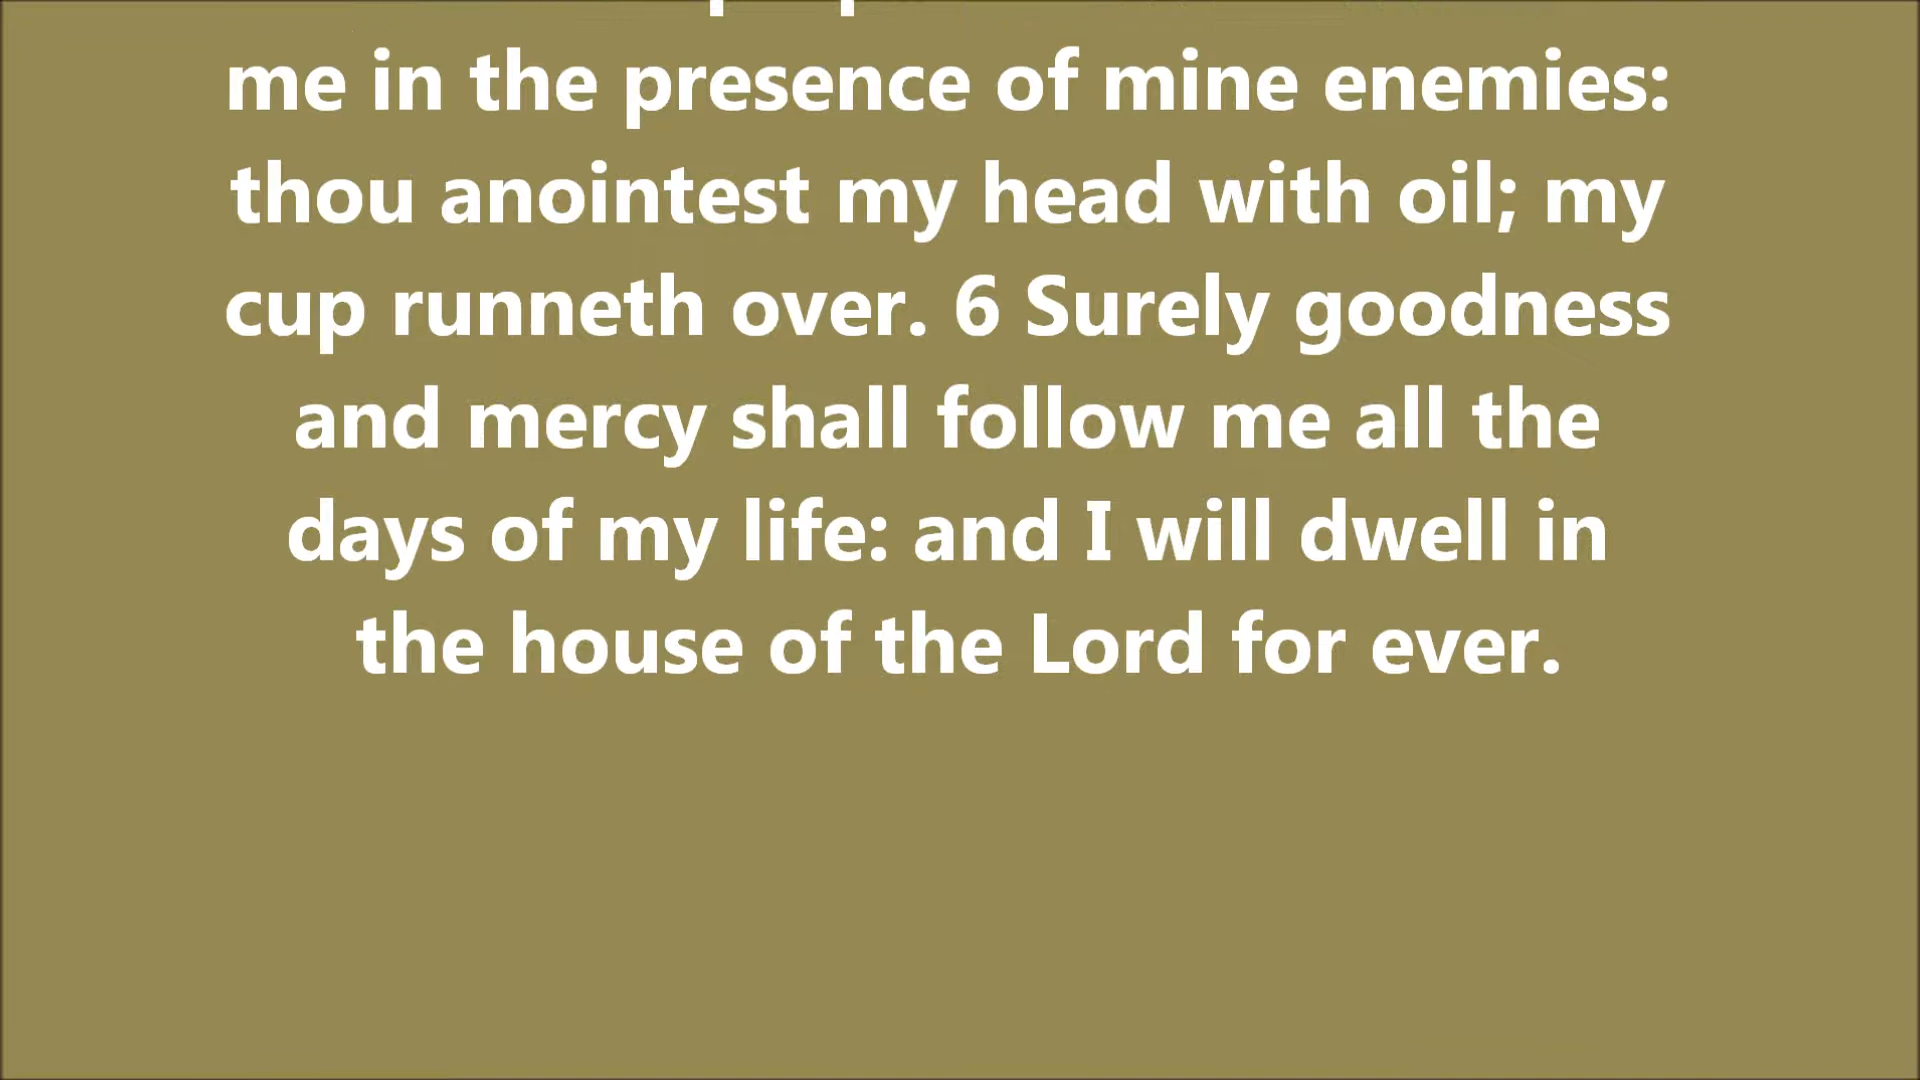 me in the presence of mine enemies:
thou anointest my head with oil; my
cup runneth over. 6 Surely goodness
and mercy shall follow me all the
days of my life: and I will dwell in
the house of the Lord for ever.